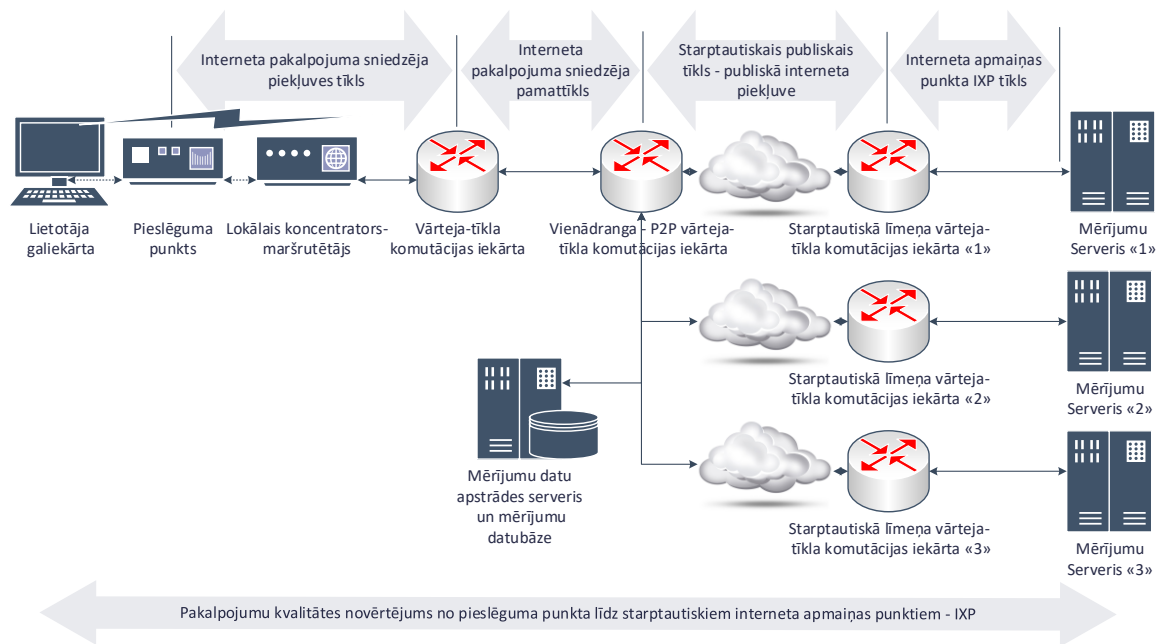 Interneta pakalpojuma sniedzēja
piekļuves tīkls
Interneta
pakalpojuma sniedzēja
pamattīkls
Starptautiskais publiskais
tīkls - publiskā interneta
piekļuve
Interneta apmaiņas
punkta IXP tīkls
Lietotāja
galiekārta
Pieslēguma
punkts
Lokālais koncentrators-
maršrutētājs
Vārteja-tīkla
komutācijas iekārta
Vienādranga - P2P vārteja-
tīkla komutācijas iekārta
Starptautiskā līmeņa vārteja-
tīkla komutācijas iekārta «1»
Mērījumu
Serveris «1»
Starptautiskā līmeņa vārteja-
tīkla komutācijas iekārta «2»
Mērījumu
Serveris «2»
Mērījumu datu
apstrādes serveris
un mērījumu
datubāze
Starptautiskā līmeņa vārteja-
tīkla komutācijas iekārta «3»
Mērījumu
Serveris «3»
Pakalpojumu kvalitātes novērtējums no pieslēguma punkta līdz starptautiskiem interneta apmaiņas punktiem - IXP